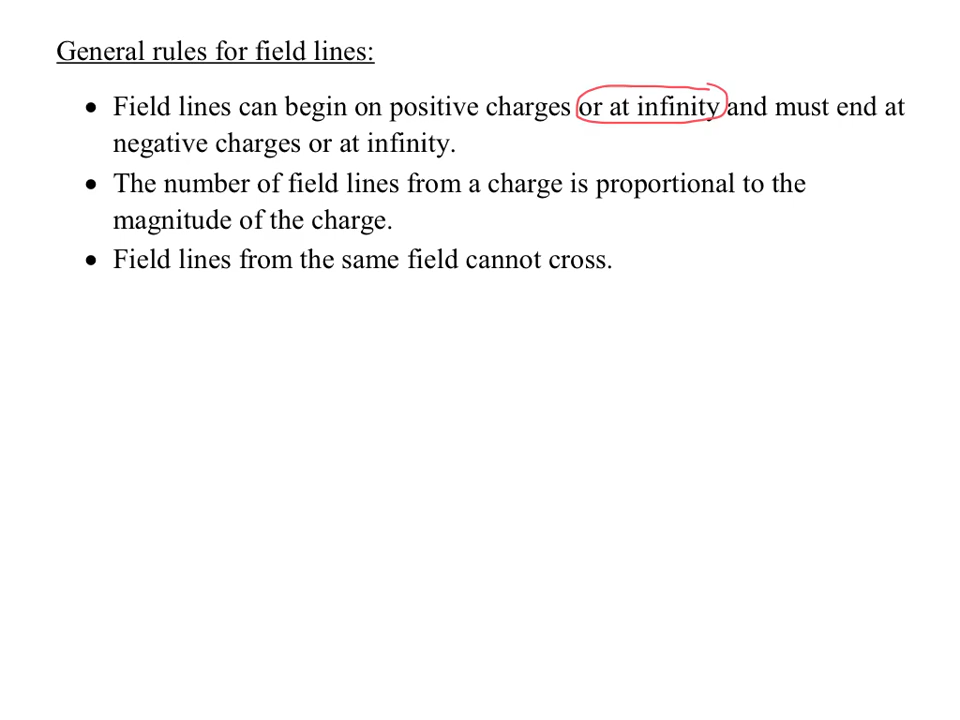 General rules for field lines:
• Field lines can begin on positive charges or at infinity and must end at
negative charges or at infinity.
• The number of field lines from a charge is proportional to the
magnitude of the charge.
• Field lines from the same field cannot cross.